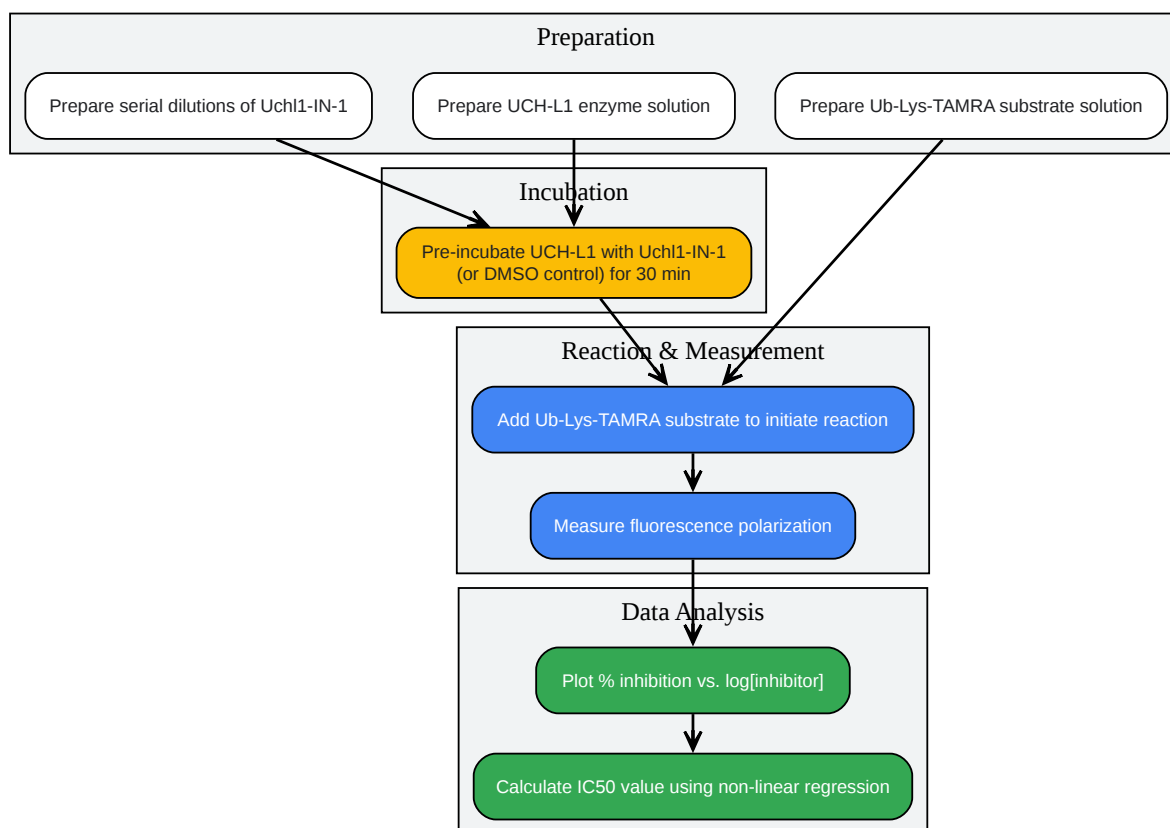 Preparation
Prepare serial dilutions of Uchl1-IN-1
Prepare UCH-L1 enzyme solution
Prepare Ub-Lys-TAMRA substrate solution
Incubation
Pre-incubate UCH-L1 with Uchl1-IN-1
(or DMSO control) for 30 min
Reaction & Measurement
Add Ub-Lys-TAMRA substrate to initiate reaction
Measure fluorescence polarization
Data Analysis
Plot % inhibition vs. log[inhibitor]
Calculate IC50 value using non-linear regression